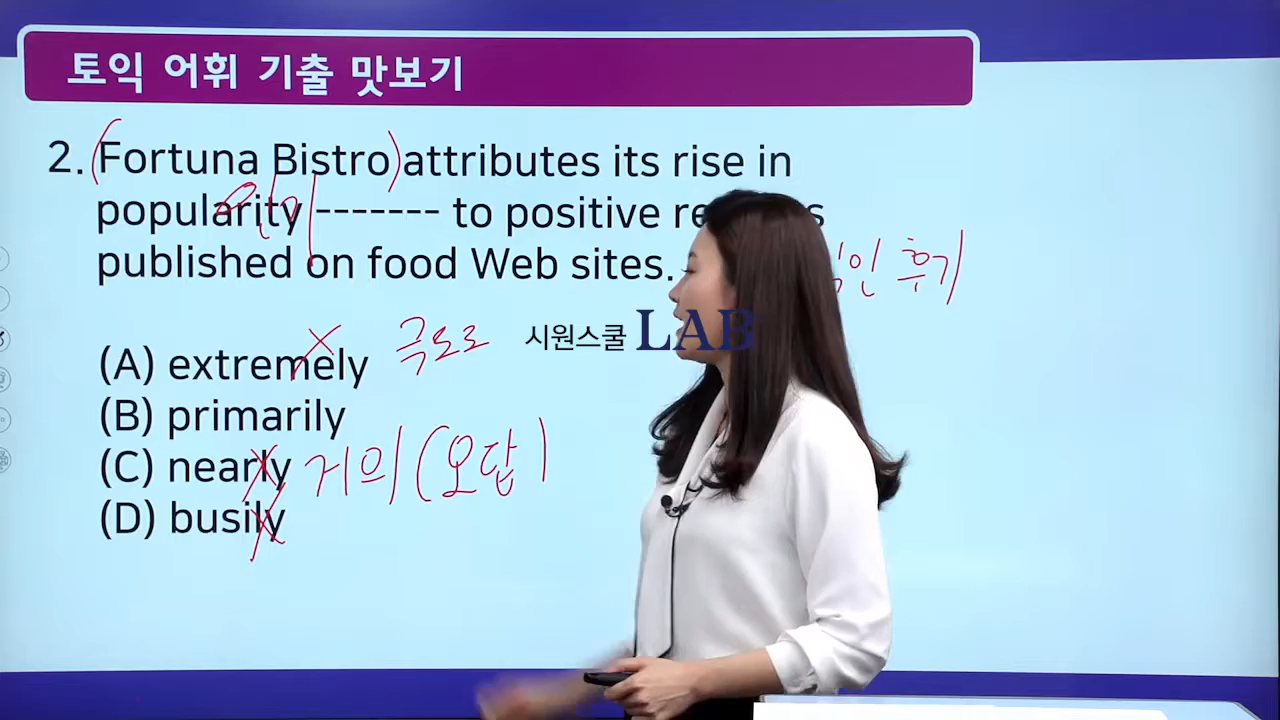 토익 어휘 기출 맛보기
2. Fortuna Bistro attributes its rise in
popularity ------- to positive
published on food Web sites.
인기
후기
(A) extremely 극도로
시원스쿨 LAB
(B) primarily
(C) nearly 거의 (오답)
(D) busily